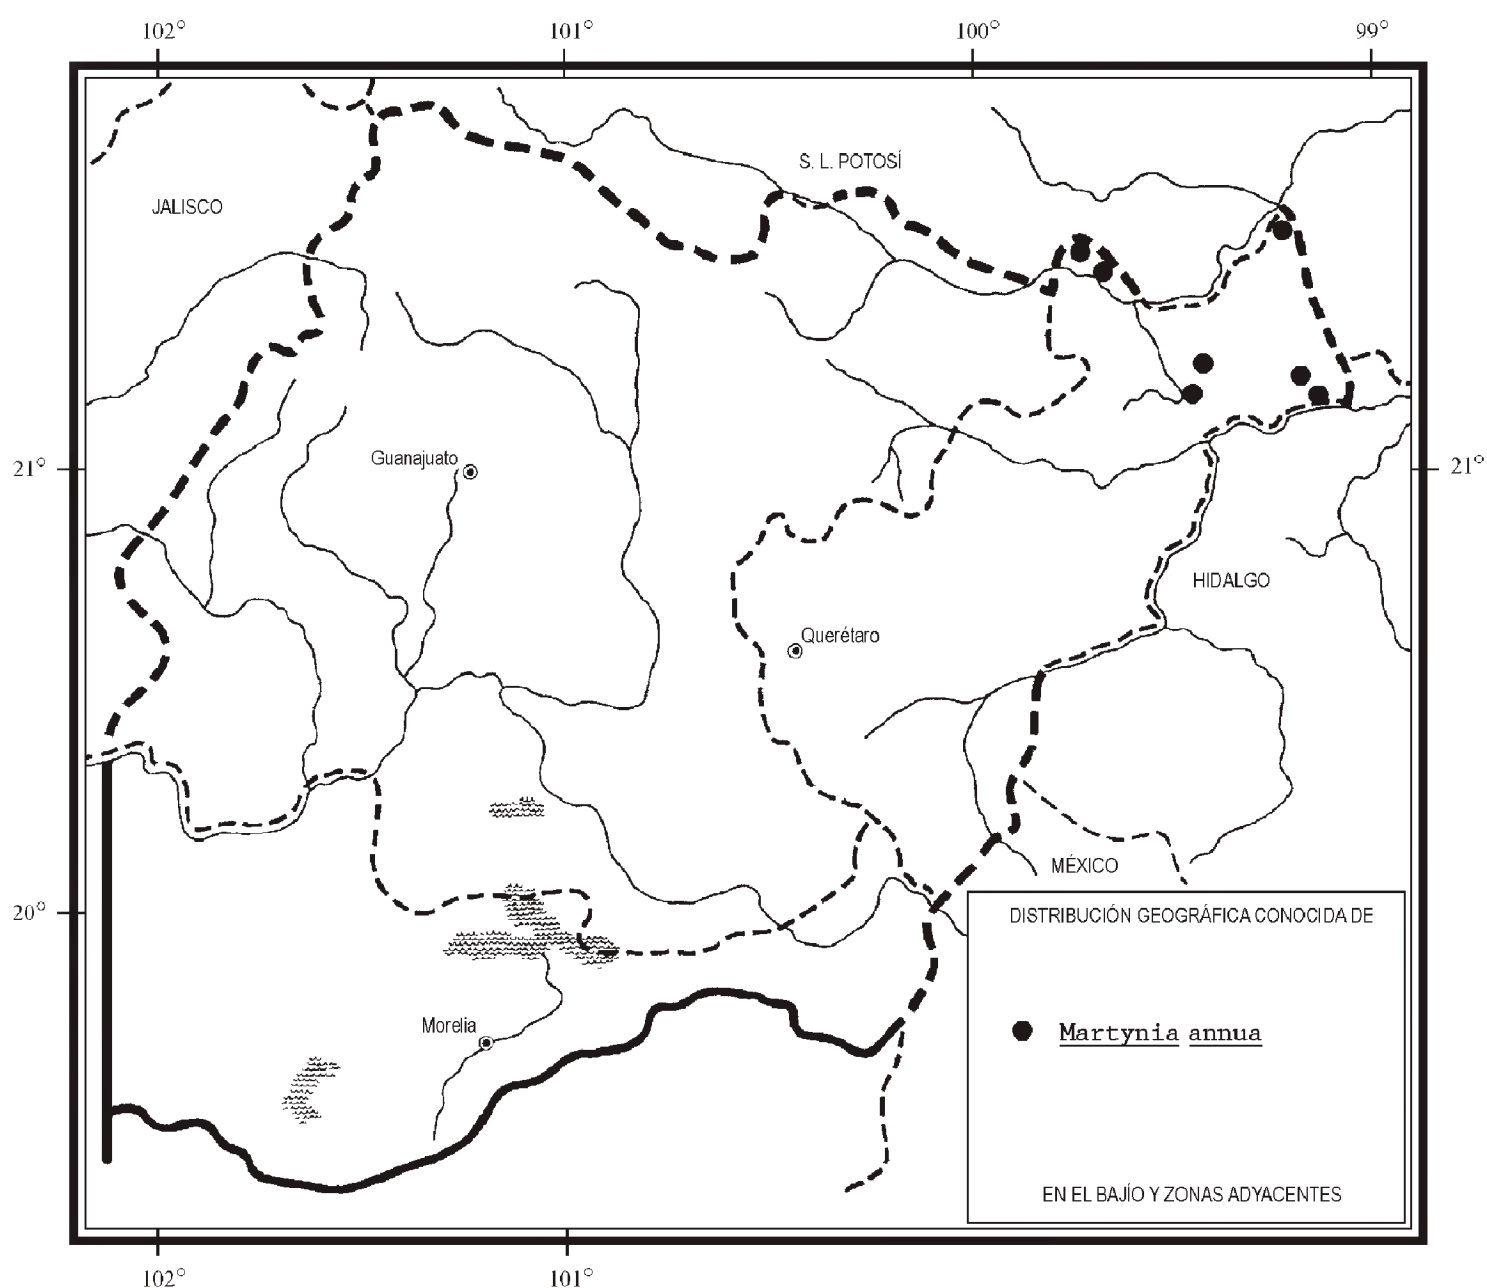 102° 101° 100° 99°
S. L. POTOSÍ
JALISCO
Guanajuato
21° 21°
HIDALGO
Querétaro
MÉXICO
20°
DISTRIBUCIÓN GEOGRÁFICA CONOCIDA DE
Morelia
Martynia annua
EN EL BAJÍO Y ZONAS ADYACENTES
102° 101°